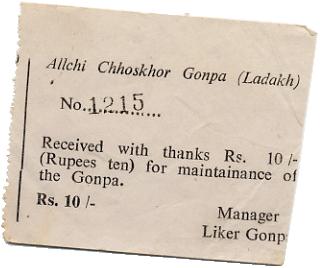 Allchi Chhoskhor Gonpa (Ladakh)
No..1215......
Received with thanks Rs. 10/-
(Rupees ten) for maintainance of
the Gonpa.
Rs. 10/-
Manager
Liker Gonp